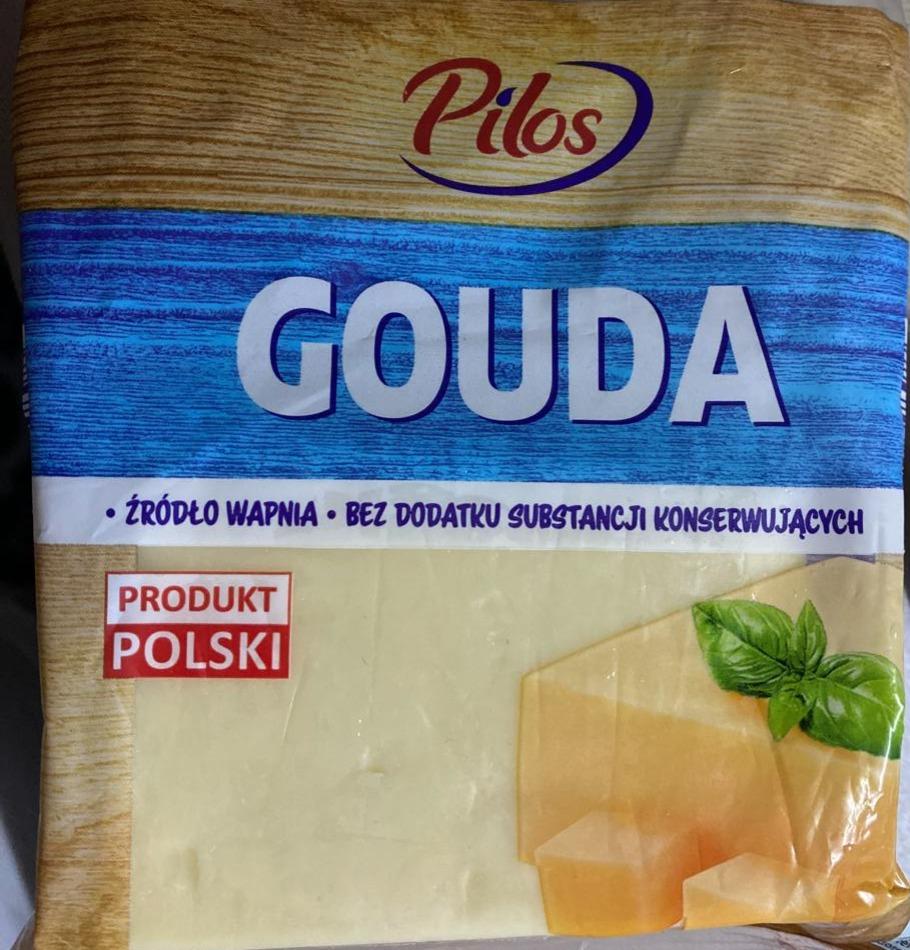 Pilos
GOUDA
• ŹRÓDŁO WAPNIA • BEZ DODATKU SUBSTANCJI KONSERWUJĄCYCH
PRODUKT
POLSKI